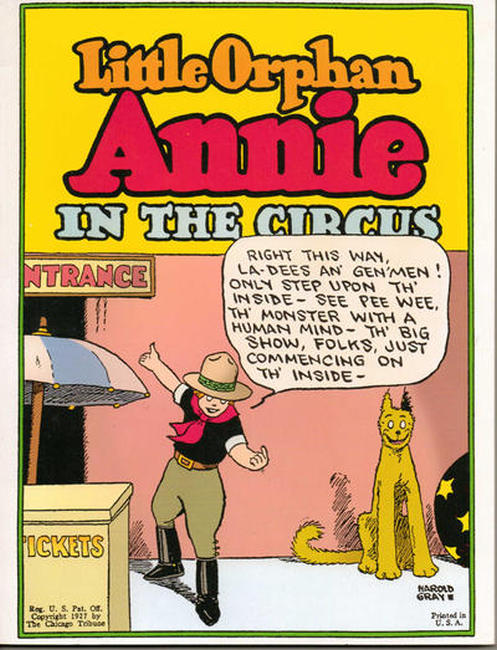 Little Orphan
Annie
IN THE CIRCUS
RIGHT THIS WAY,
LA-DEES AN' GEN'MEN!
ONLY STEP UPON TH'
INSIDE - SEE PEE WEE,
TH' MONSTER WITH A
HUMAN MIND - TH' BIG
SHOW, FOLKS, JUST
COMMENCING ON
TH' INSIDE -
NTRANCE
ICKETS
HAROLD
GRAY
Reg. U. S. Pat. Off.
Copyright 1927 by
The Chicago Tribune
Printed in
U. S. A.